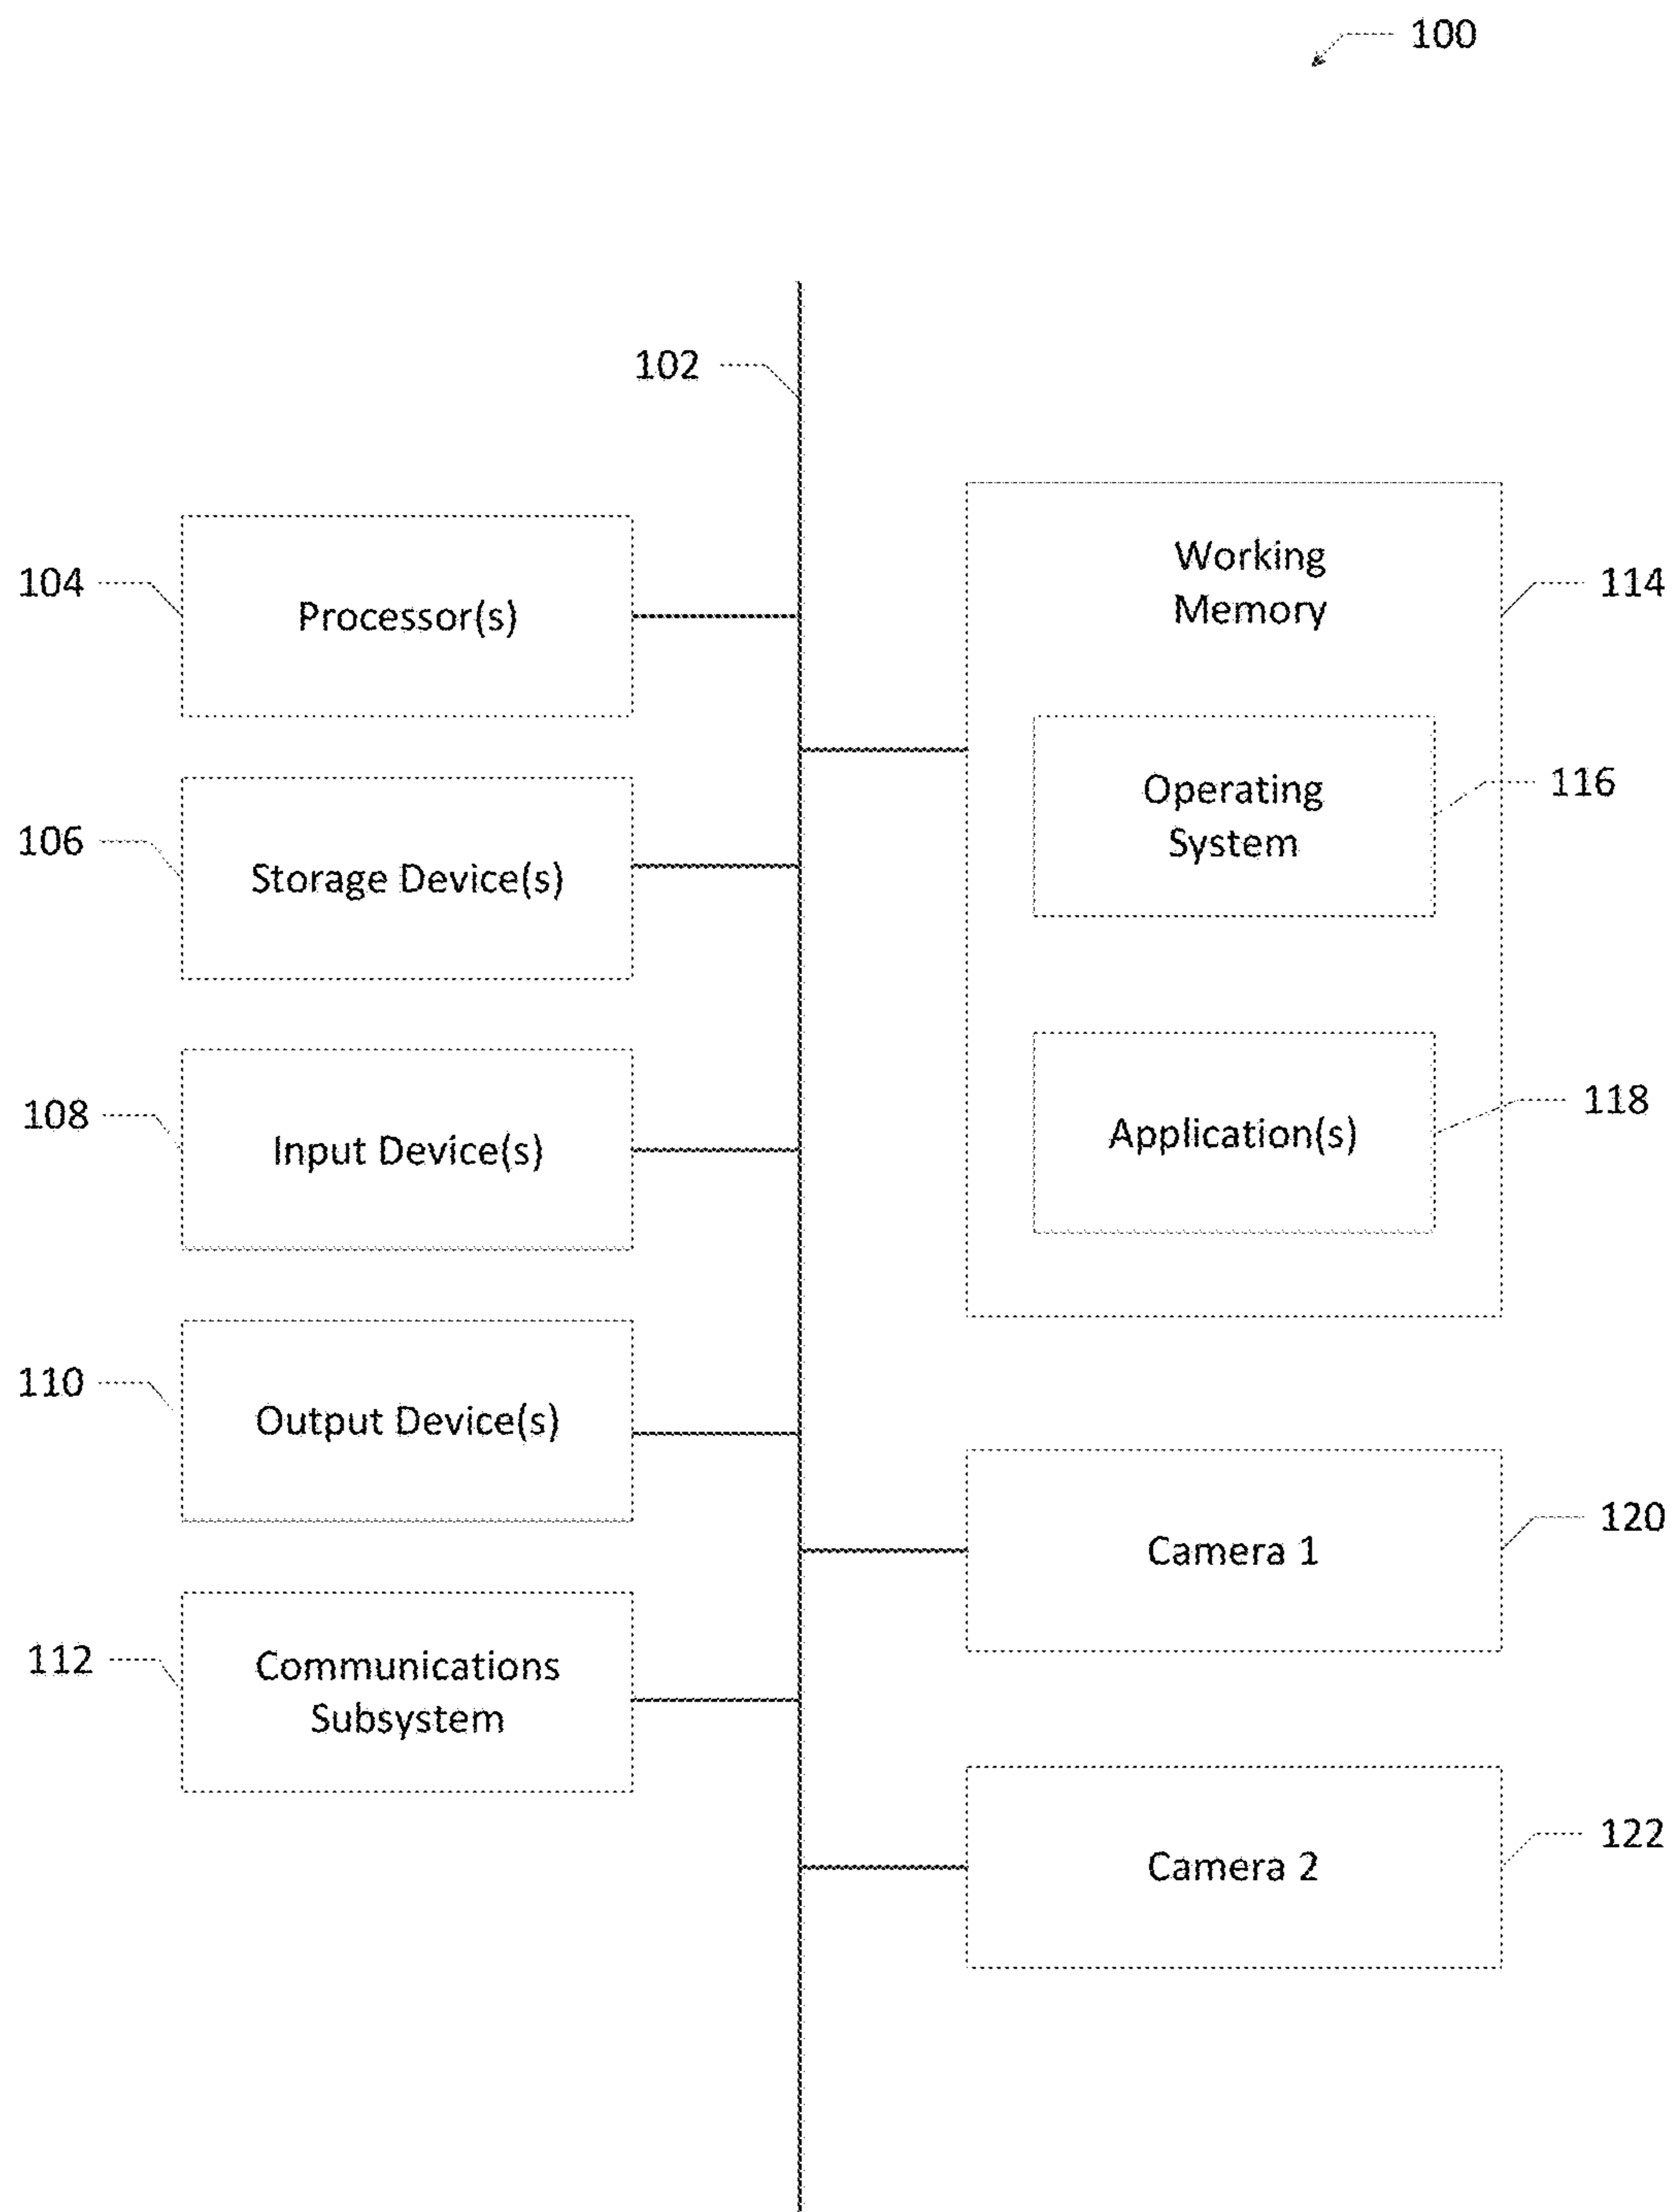 100
102
104
Processor(s)
106
Storage Device(s)
108
Input Device(s)
110
Output Device(s)
112
Communications
Subsystem
Working
Memory
114
Operating
System
116
Application(s)
118
Camera 1
120
Camera 2
122